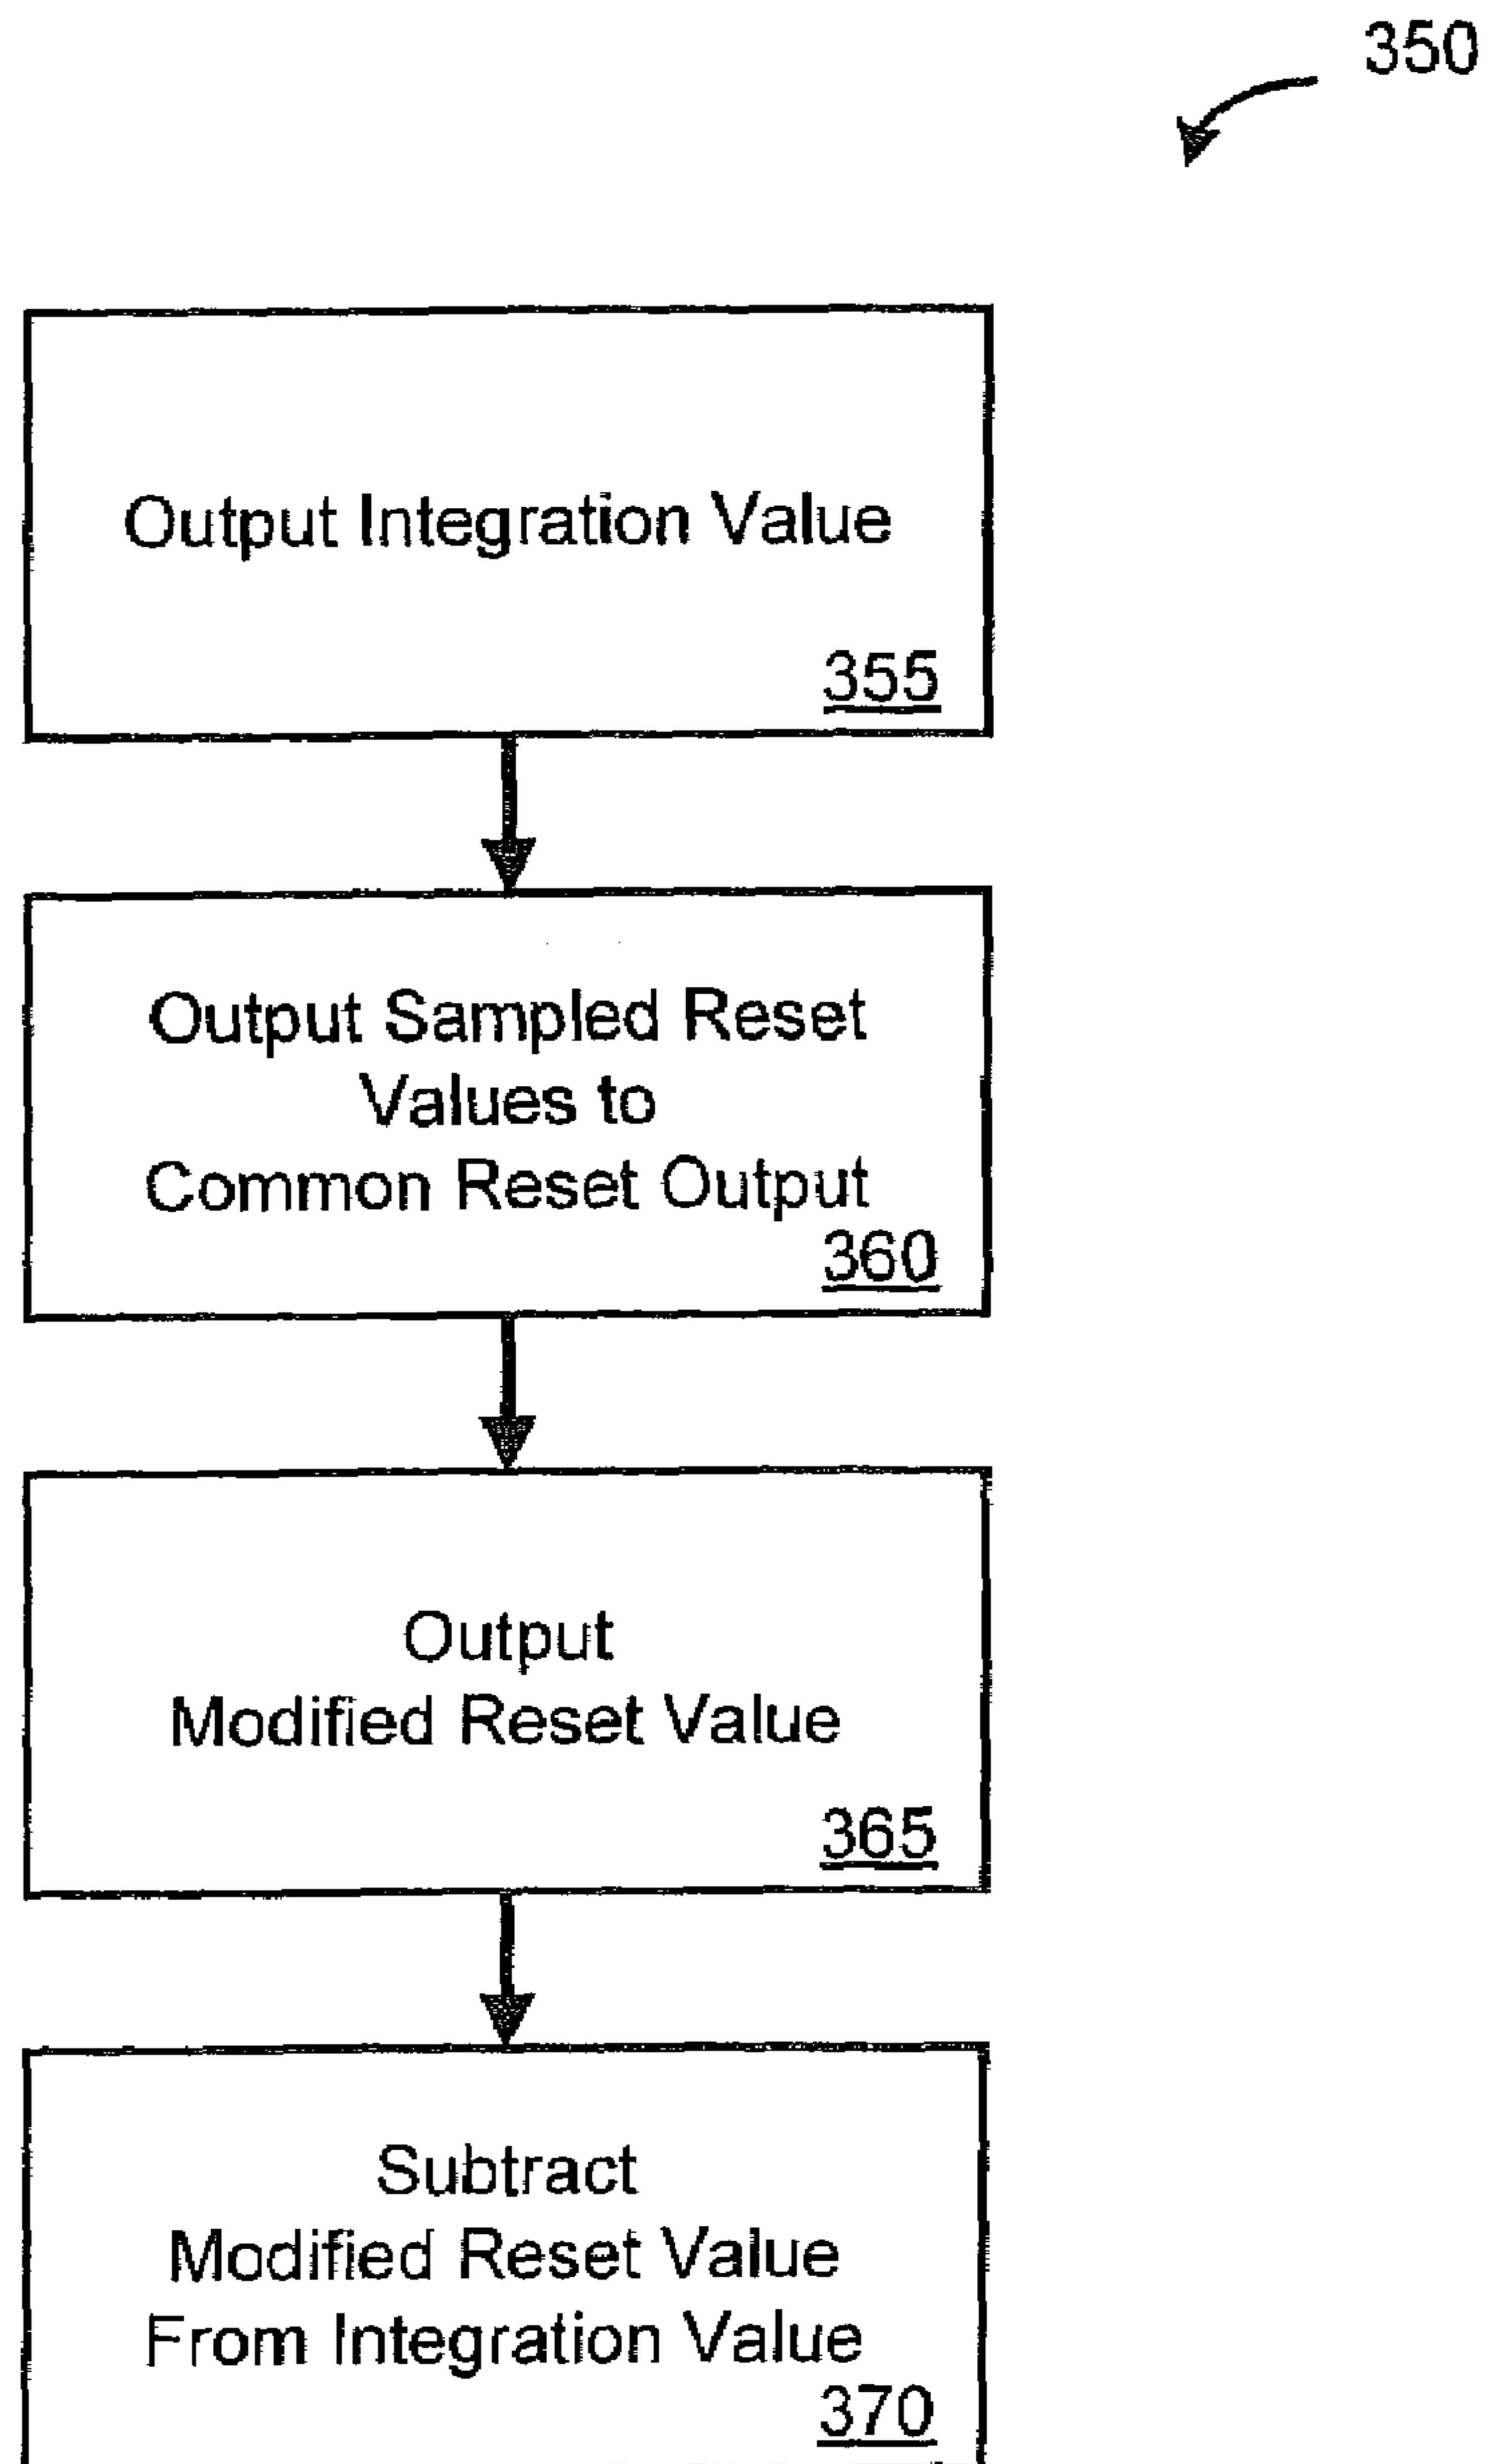 350
Output Integration Value
355
Output Sampled Reset
Values to
Common Reset Output
360
Output
Modified Reset Value
365
Subtract
Modified Reset Value
From Integration Value
370